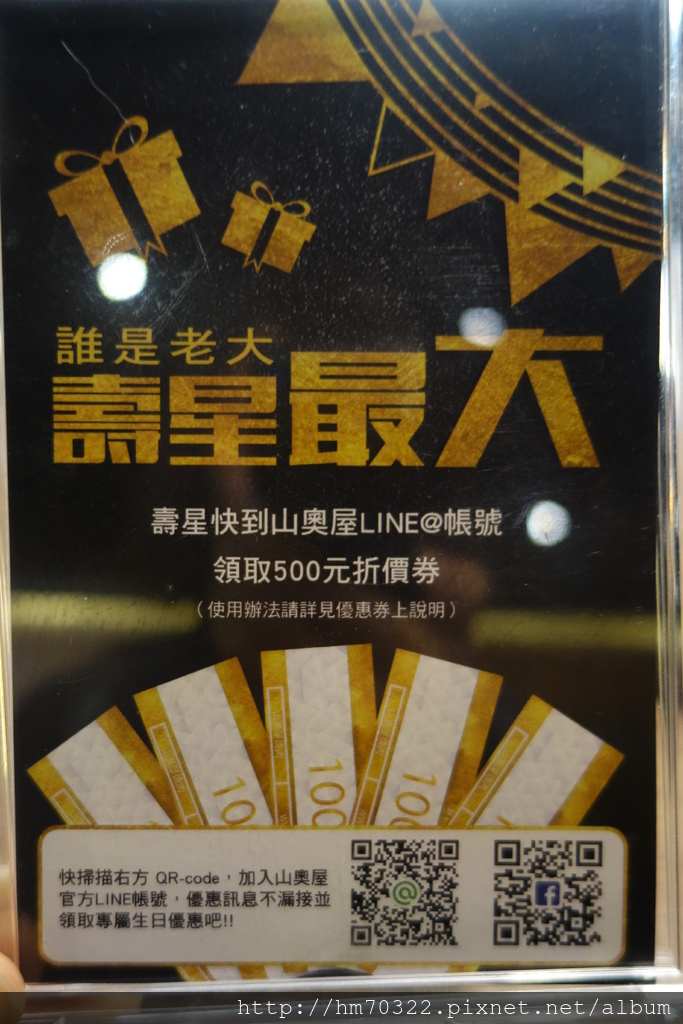 誰是老大
壽星最大
壽星快到山奧屋LINE@帳號
領取500元折價券
(使用辦法請詳見優惠券上說明)
100
100
100
快掃描右方 QR-code,加入山奧屋
官方LINE帳號,優惠訊息不漏接並
領取專屬生日優惠吧!!
http://hm70322.pixnet.net/album